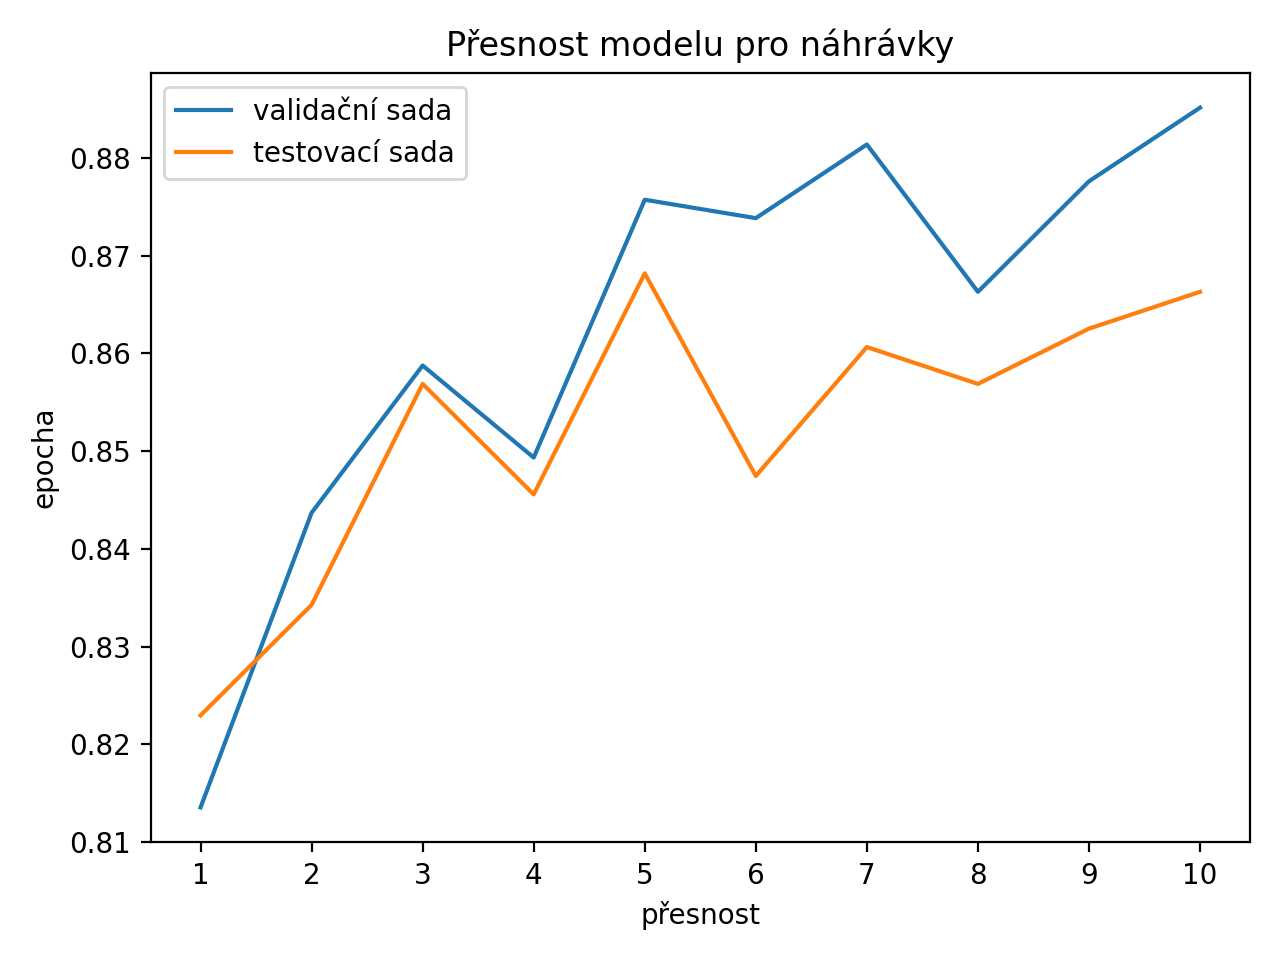 Přesnost modelu pro náhrávky
validační sada
testovací sada
0.88
0.87
0.86
0.85
0.84
0.83
0.82
0.81
epocha
1 2 3 4 5 6 7 8 9 10
přesnost